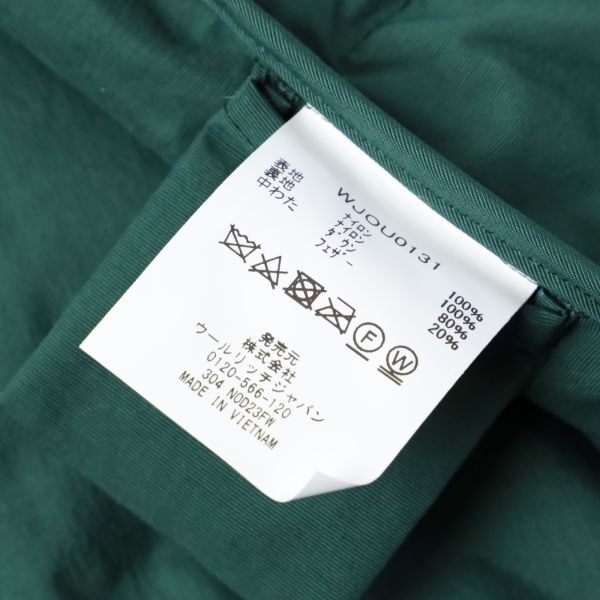 WJOU0131
表地 ナイロン 100%
裏地 ナイロン 100%
中わた ダウン 80%
フェザー 20%
F W
発売元
株式会社
ウールリッチジャパン
0120-566-120
304 NOD23FW
MADE IN VIETNAM